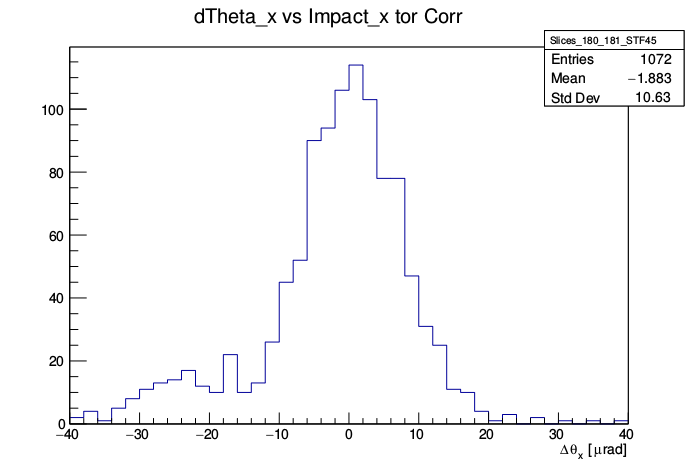 dTheta_x vs Impact_x tor Corr
Slices_180_181_STF45
Entries 1072
Mean −1.883
Std Dev 10.63
100
80
60
40
20
0
−40 −30 −20 −10 0 10 20 30 40
Δθx [μrad]